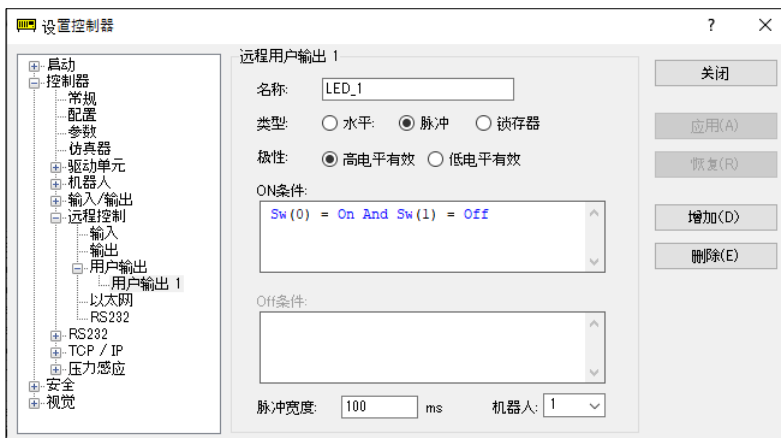 设置控制器
?
启动
控制器
常规
配置
参数
仿真器
驱动单元
机器人
输入/输出
远程控制
输入
输出
用户输出
用户输出 1
以太网
RS232
RS232
TCP / IP
压力感应
安全
视觉
远程用户输出 1
名称: LED_1
类型: 水平: 脉冲 锁存器
极性: 高电平有效 低电平有效
ON条件:
Sw(0) = On And Sw(1) = Off
Off条件:
脉冲宽度: 100 ms 机器人: 1
关闭
应用(A)
恢复(R)
增加(D)
删除(E)